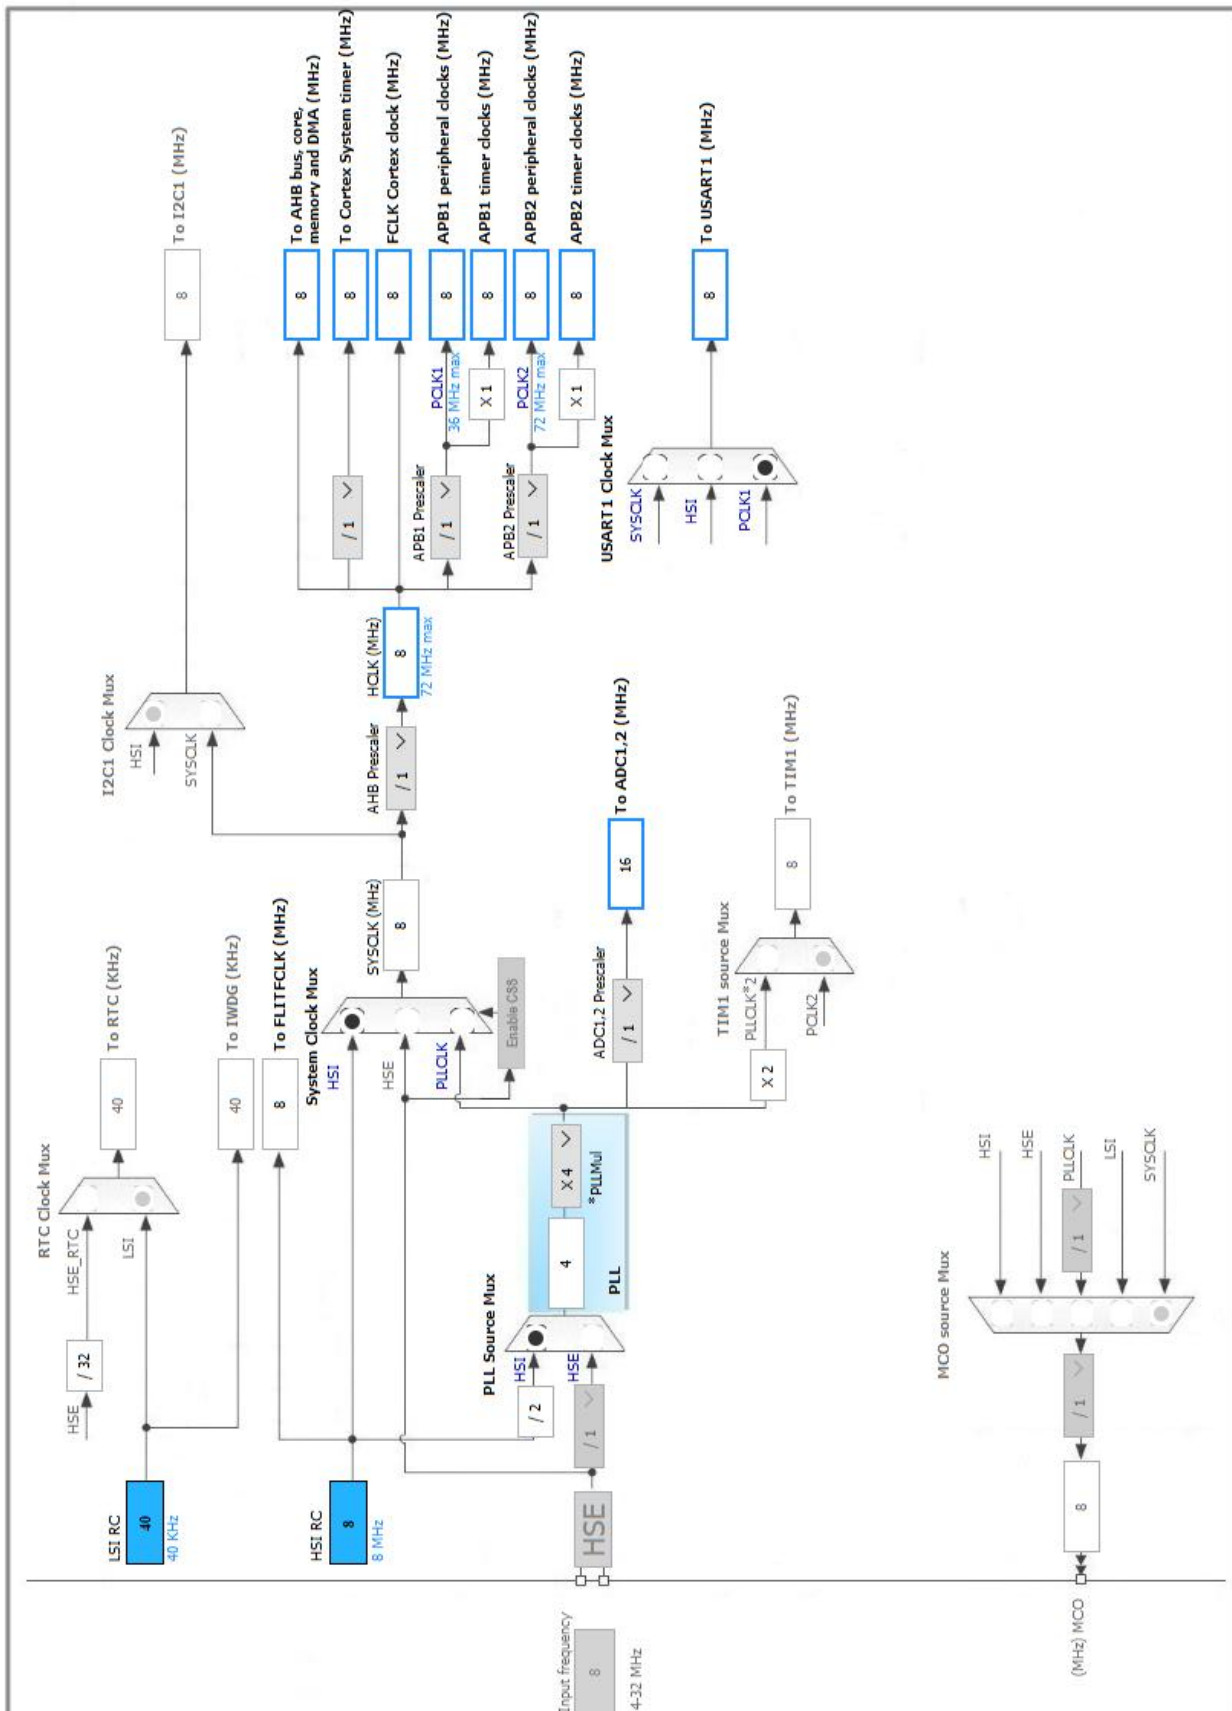 RTC Clock Mux
HSE
/ 32
HSE_RTC
LSI
40
To RTC (KHz)
LSI RC
40
40 KHz
40
To IWDG (KHz)
I2C1 Clock Mux
HSI
SYSCLK
8
To I2C1 (MHz)
HSI RC
8
8 MHz
8
To FLITFCLK (MHz)
System Clock Mux
HSI
HSE
PLLCLK
Enable CSS
SYSCLK (MHz)
8
AHB Prescaler
/ 1
HCLK (MHz)
8
72 MHz max
8
To AHB bus, core,
memory and DMA (MHz)
/ 1
8
To Cortex System timer (MHz)
8
FCLK Cortex clock (MHz)
APB1 Prescaler
/ 1
PCLK1
36 MHz max
8
APB1 peripheral clocks (MHz)
X 1
8
APB1 timer clocks (MHz)
APB2 Prescaler
/ 1
PCLK2
72 MHz max
8
APB2 peripheral clocks (MHz)
X 1
8
APB2 timer clocks (MHz)
PLL Source Mux
/ 2
HSI
HSE
/ 1
4
X 4
*PLLMul
PLL
Input frequency
8
4-32 MHz
HSE
ADC1,2 Prescaler
/ 1
16
To ADC1,2 (MHz)
USART1 Clock Mux
SYSCLK
HSI
PCLK1
8
To USART1 (MHz)
TIM1 source Mux
X 2
PLLCLK*2
PCLK2
8
To TIM1 (MHz)
MCO source Mux
HSI
HSE
PLLCLK
/ 1
LSI
SYSCLK
/ 1
8
(MHz) MCO